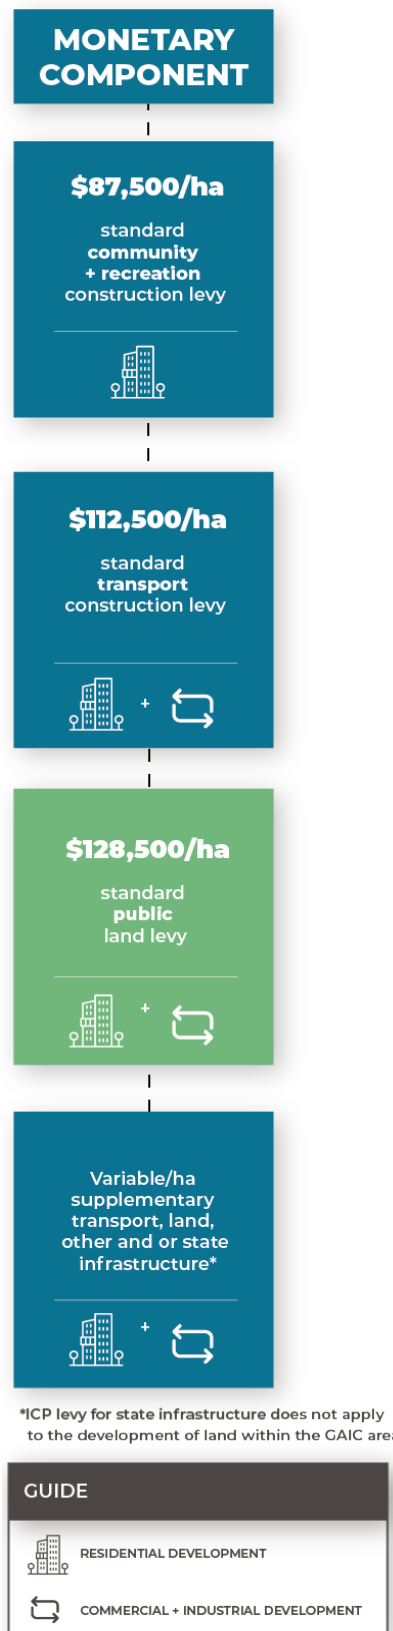 MONETARY
COMPONENT
$87,500/ha
standard
community
+ recreation
construction levy
$112,500/ha
standard
transport
construction levy
+
$128,500/ha
standard
public
land levy
+
Variable/ha
supplementary
transport, land,
other and or state
infrastructure*
+
*ICP levy for state infrastructure does not apply
to the development of land within the GAIC area
GUIDE
RESIDENTIAL DEVELOPMENT
COMMERCIAL + INDUSTRIAL DEVELOPMENT